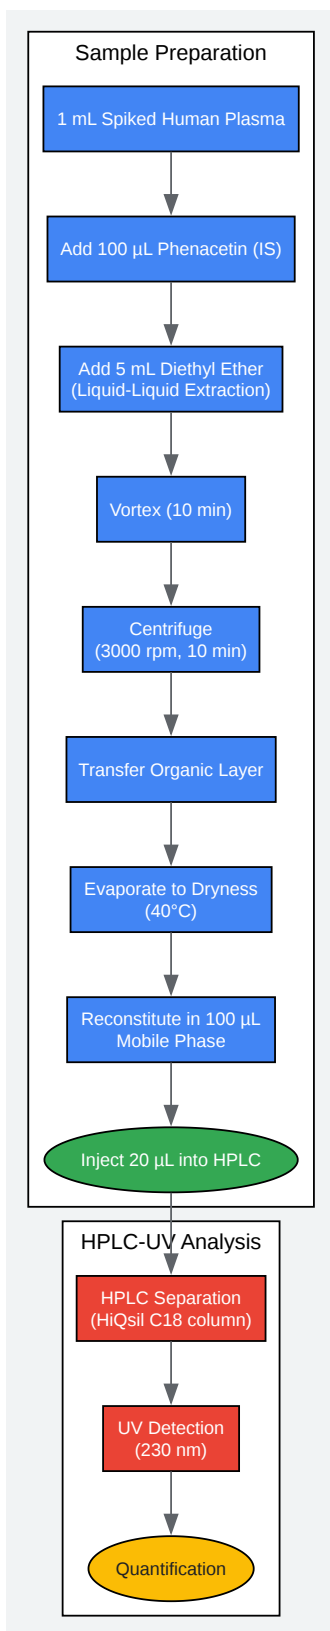 Sample Preparation
1 mL Spiked Human Plasma
Add 100 µL Phenacetin (IS)
Add 5 mL Diethyl Ether
(Liquid-Liquid Extraction)
Vortex (10 min)
Centrifuge
(3000 rpm, 10 min)
Transfer Organic Layer
Evaporate to Dryness
(40°C)
Reconstitute in 100 µL
Mobile Phase
Inject 20 µL into HPLC
HPLC-UV Analysis
HPLC Separation
(HiQsil C18 column)
UV Detection
(230 nm)
Quantification